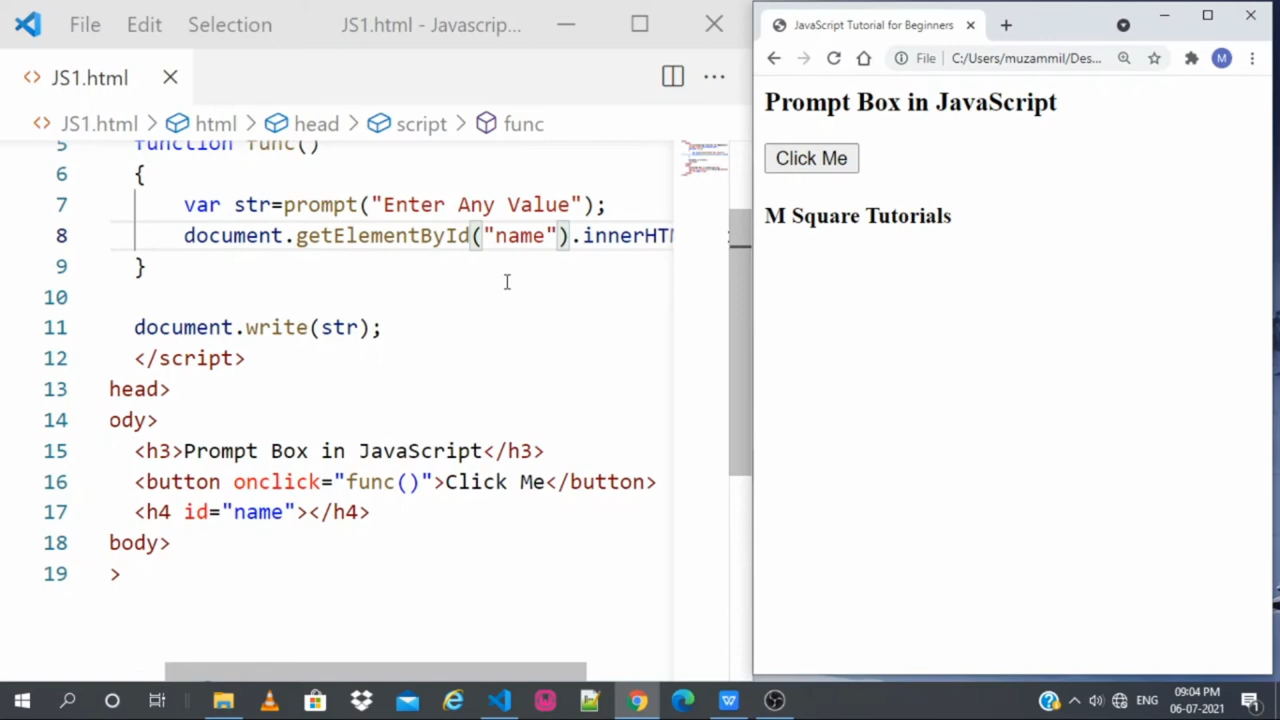 File Edit Selection JS1.html - Javascrip...
JS1.html
JS1.html > html > head > script > func
5 function func()
6 {
7 var str=prompt("Enter Any Value");
8 document.getElementById("name").innerHTM
9 }
10
11 document.write(str);
12 </script>
13 head>
14 ody>
15 <h3>Prompt Box in JavaScript</h3>
16 <button onclick="func()">Click Me</button>
17 <h4 id="name"></h4>
18 body>
19 >
JavaScript Tutorial for Beginners
File C:/Users/muzammil/Des...
M
Prompt Box in JavaScript
Click Me
M Square Tutorials
ENG
09:04 PM
06-07-2021
1